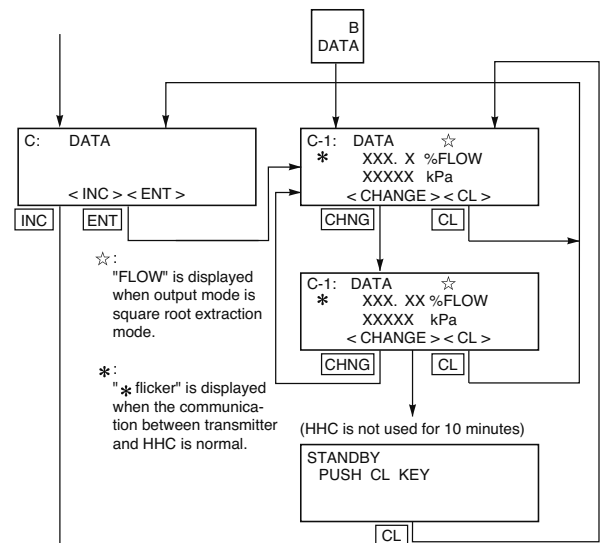 B
DATA
C: DATA
< INC > < ENT >
INC ENT
C-1: DATA ☆
* XXX. X %FLOW
XXXXX kPa
< CHANGE > < CL >
CHNG CL
☆:
"FLOW" is displayed
when output mode is
square root extraction
mode.
C-1: DATA ☆
* XXX. XX %FLOW
XXXXX kPa
< CHANGE > < CL >
CHNG CL
*:
"* flicker" is displayed
when the communica-
tion between transmitter
and HHC is normal.
(HHC is not used for 10 minutes)
STANDBY
PUSH CL KEY
CL